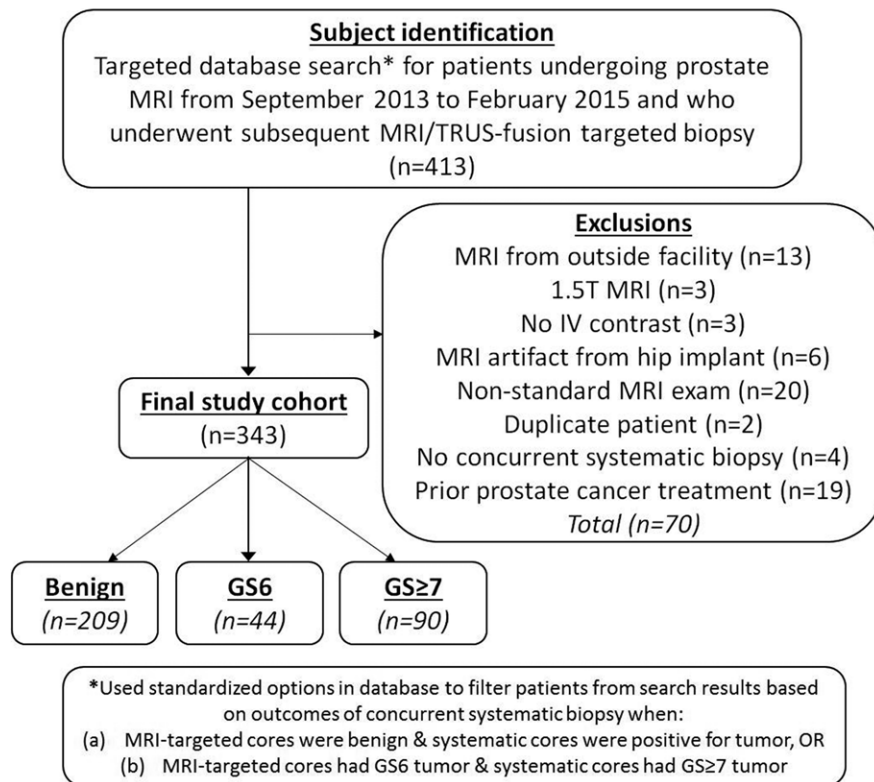 Subject identification
Targeted database search* for patients undergoing prostate
MRI from September 2013 to February 2015 and who
underwent subsequent MRI/TRUS-fusion targeted biopsy
(n=413)
Exclusions
MRI from outside facility (n=13)
1.5T MRI (n=3)
No IV contrast (n=3)
MRI artifact from hip implant (n=6)
Non-standard MRI exam (n=20)
Duplicate patient (n=2)
No concurrent systematic biopsy (n=4)
Prior prostate cancer treatment (n=19)
Total (n=70)
Final study cohort
(n=343)
Benign
(n=209)
GS6
(n=44)
GS≥7
(n=90)
*Used standardized options in database to filter patients from search results based
on outcomes of concurrent systematic biopsy when:
(a) MRI-targeted cores were benign & systematic cores were positive for tumor, OR
(b) MRI-targeted cores had GS6 tumor & systematic cores had GS≥7 tumor